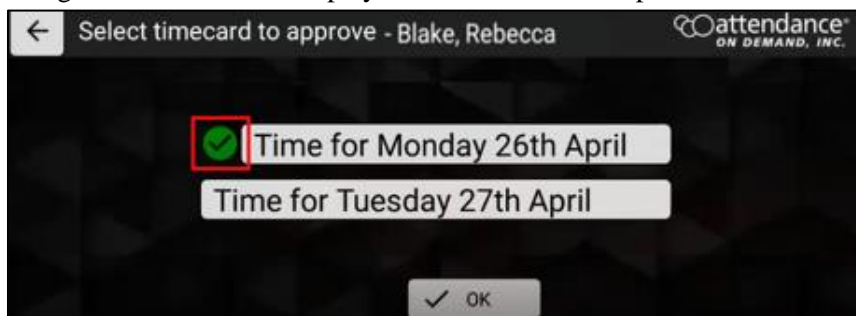 Select timecard to approve - Blake, Rebecca
attendance®
ON DEMAND, INC.
Time for Monday 26th April
Time for Tuesday 27th April
OK